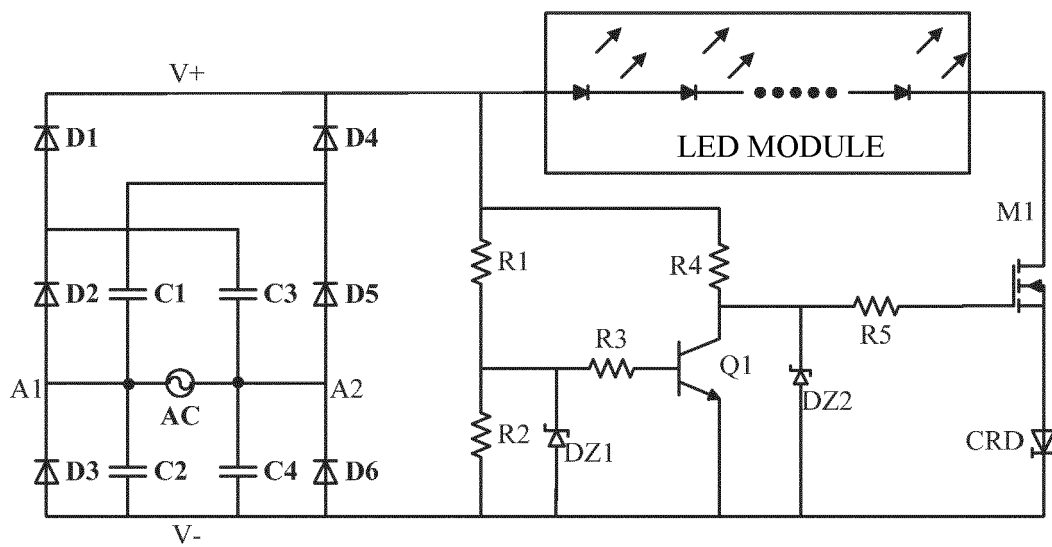 V+
D1
D4
LED MODULE
M1
R1
R4
D2
C1
C3
D5
R5
R3
Q1
A1
AC
A2
DZ2
R2
DZ1
CRD
D3
C2
C4
D6
V-